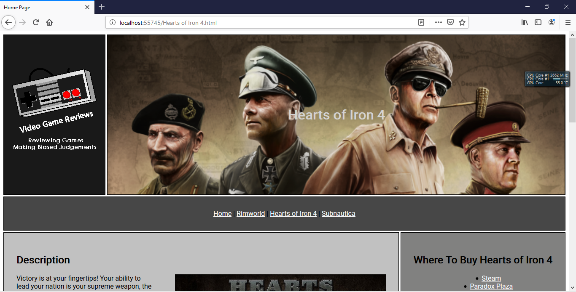 HomePage
localhost:55745/Hearts of Iron 4.html
Video Game Reviews
Reviewing Games
Making Biased Judgements
Hearts of Iron 4
Home | Rimworld | Hearts of Iron 4 | Subnautica
Description
Victory is at your fingertips! Your ability to
lead your nation is your supreme weapon, the
HEARTS
Where To Buy Hearts of Iron 4
Steam
Paradox Plaza